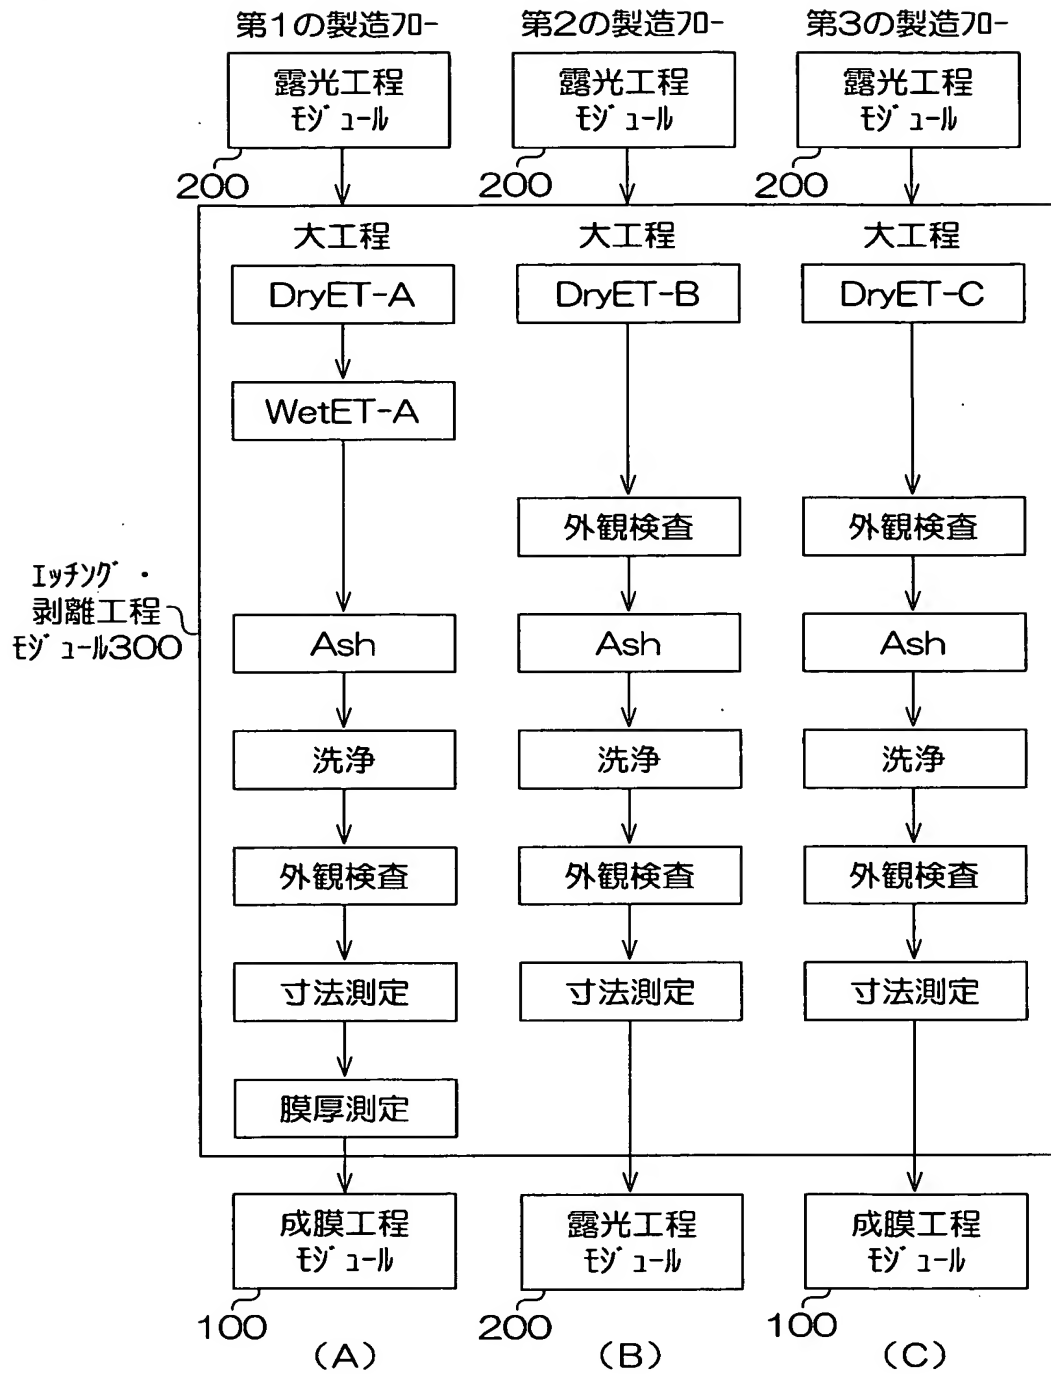 第1の製造フロー
第2の製造フロー
第3の製造フロー
露光工程
モジュール
露光工程
モジュール
露光工程
モジュール
200
200
200
大工程
大工程
大工程
DryET-A
DryET-B
DryET-C
WetET-A
外観検査
外観検査
エッチング・
剥離工程
モジュール300
Ash
Ash
Ash
洗浄
洗浄
洗浄
外観検査
外観検査
外観検査
寸法測定
寸法測定
寸法測定
膜厚測定
成膜工程
モジュール
露光工程
モジュール
成膜工程
モジュール
100
200
100
(A)
(B)
(C)